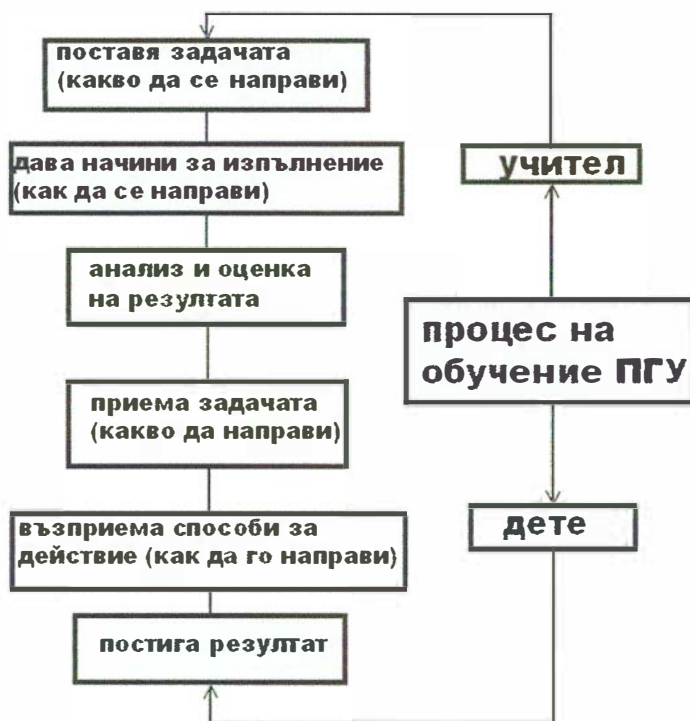 поставя задачата
(какво да се направи)
дава начини за изпълнение
(как да се направи)
анализ и оценка
на резултата
приема задачата
(какво да направи)
възприема способи за
действие (как да го направи)
постига резултат
учител
процес на
обучение ПГУ
дете